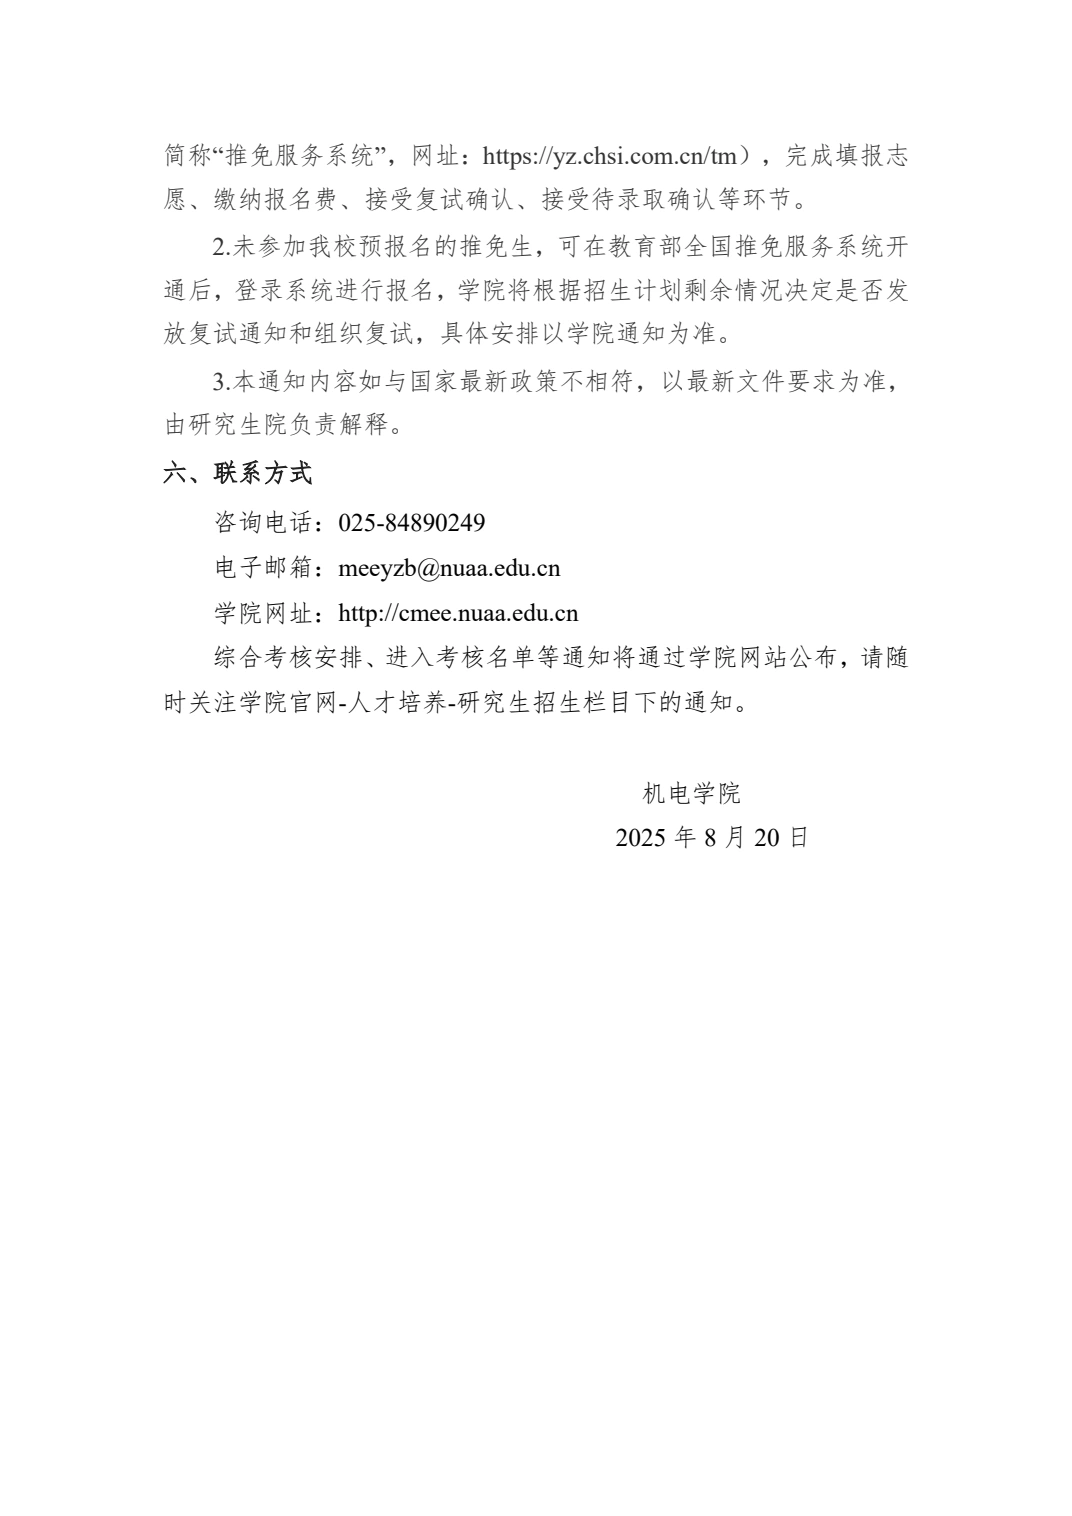 简称“推免服务系统”，网址：https://yz.chsi.com.cn/tm），完成填报志
愿、缴纳报名费、接受复试确认、接受待录取确认等环节。
2.未参加我校预报名的推免生，可在教育部全国推免服务系统开
通后，登录系统进行报名，学院将根据招生计划剩余情况决定是否发
放复试通知和组织复试，具体安排以学院通知为准。
3.本通知内容如与国家最新政策不相符，以最新文件要求为准，
由研究生院负责解释。
六、联系方式
咨询电话：025-84890249
电子邮箱：meeyzb@nuaa.edu.cn
学院网址：http://cmee.nuaa.edu.cn
综合考核安排、进入考核名单等通知将通过学院网站公布，请随
时关注学院官网-人才培养-研究生招生栏目下的通知。
机电学院
2025 年 8 月 20 日